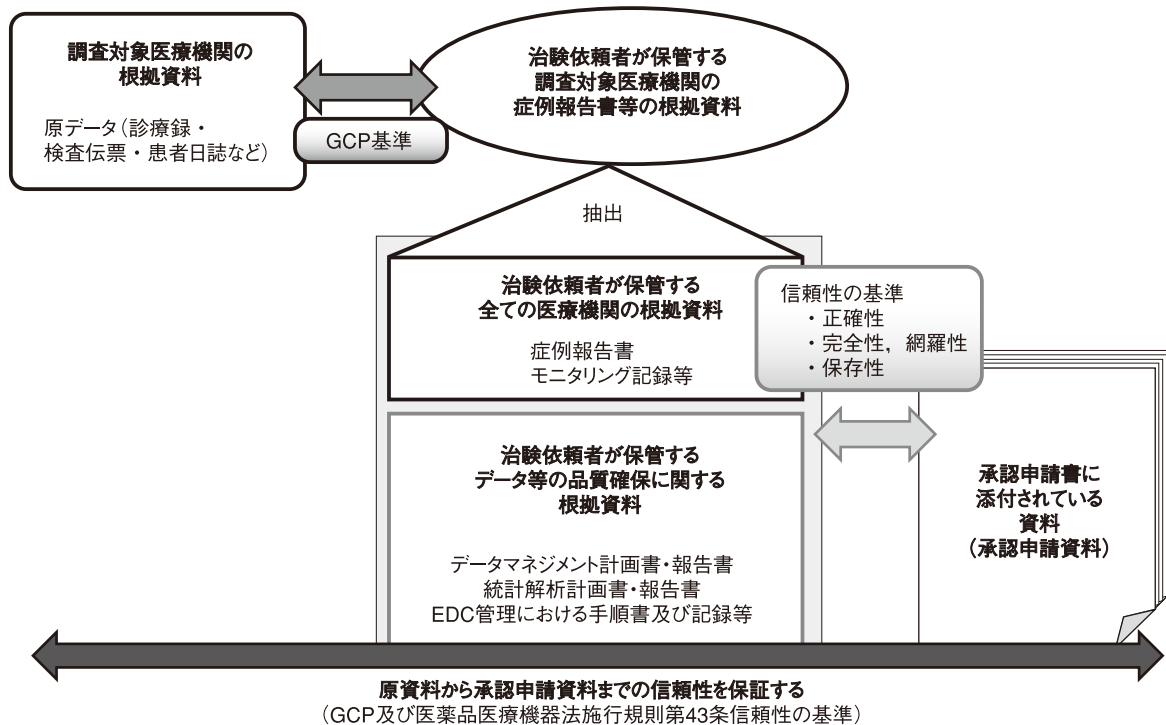 調査対象医療機関の
根拠資料
原データ（診療録・
検査伝票・患者日誌など）
GCP基準
治験依頼者が保管する
調査対象医療機関の
症例報告書等の根拠資料
抽出
治験依頼者が保管する
全ての医療機関の根拠資料
症例報告書
モニタリング記録等
信頼性の基準
・正確性
・完全性，網羅性
・保存性
治験依頼者が保管する
データ等の品質確保に関する
根拠資料
データマネジメント計画書・報告書
統計解析計画書・報告書
EDC管理における手順書及び記録等
承認申請書に
添付されている
資料
（承認申請資料）
原資料から承認申請資料までの信頼性を保証する
（GCP及び医薬品医療機器法施行規則第43条信頼性の基準）